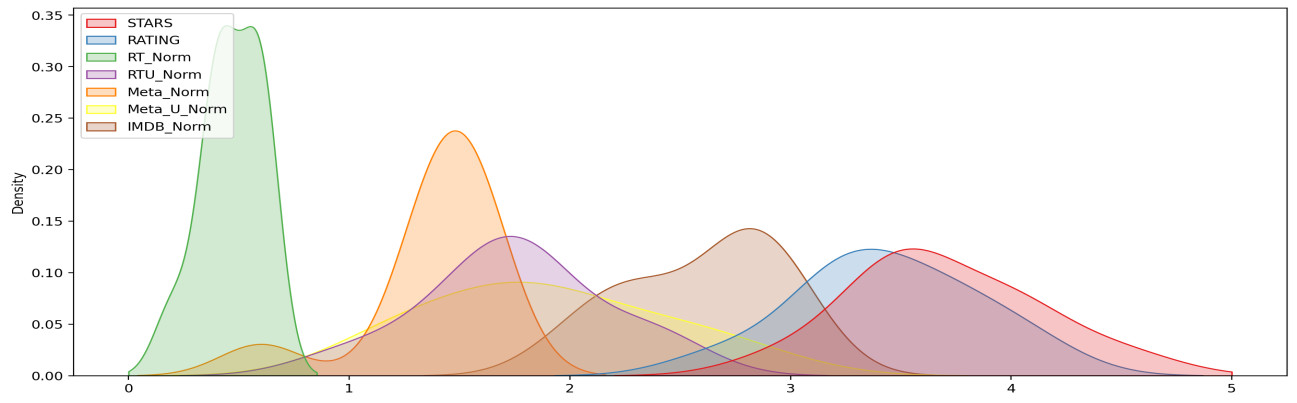 STARS
RATING
RT_Norm
RTU_Norm
Meta_Norm
Meta_U_Norm
IMDB_Norm
Density
0.35
0.30
0.25
0.20
0.15
0.10
0.05
0.00
0 1 2 3 4 5